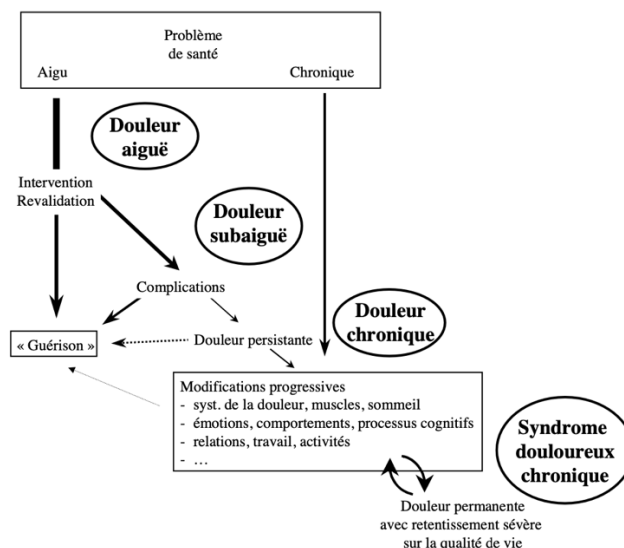 Problème
de santé
Aigu
Chronique
Douleur
aiguë
Intervention
Revalidation
Douleur
subaiguë
Complications
Douleur
chronique
« Guérison »
Douleur persistante
Modifications progressives
- syst. de la douleur, muscles, sommeil
- émotions, comportements, processus cognitifs
- relations, travail, activités
- …
Syndrome
douloureux
chronique
Douleur permanente
avec retentissement sévère
sur la qualité de vie